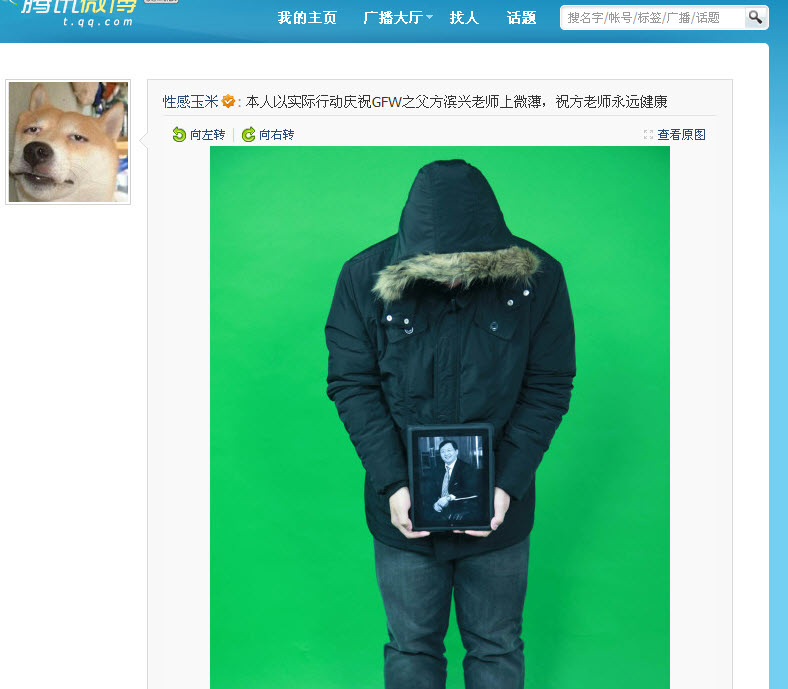 腾讯微博
t.qq.com
我的主页 广播大厅 找人 话题 搜名字/帐号/标签/广播/话题
性感玉米 : 本人以实际行动庆祝GFW之父方滨兴老师上微薄，祝方老师永远健康
向左转 向右转 查看原图